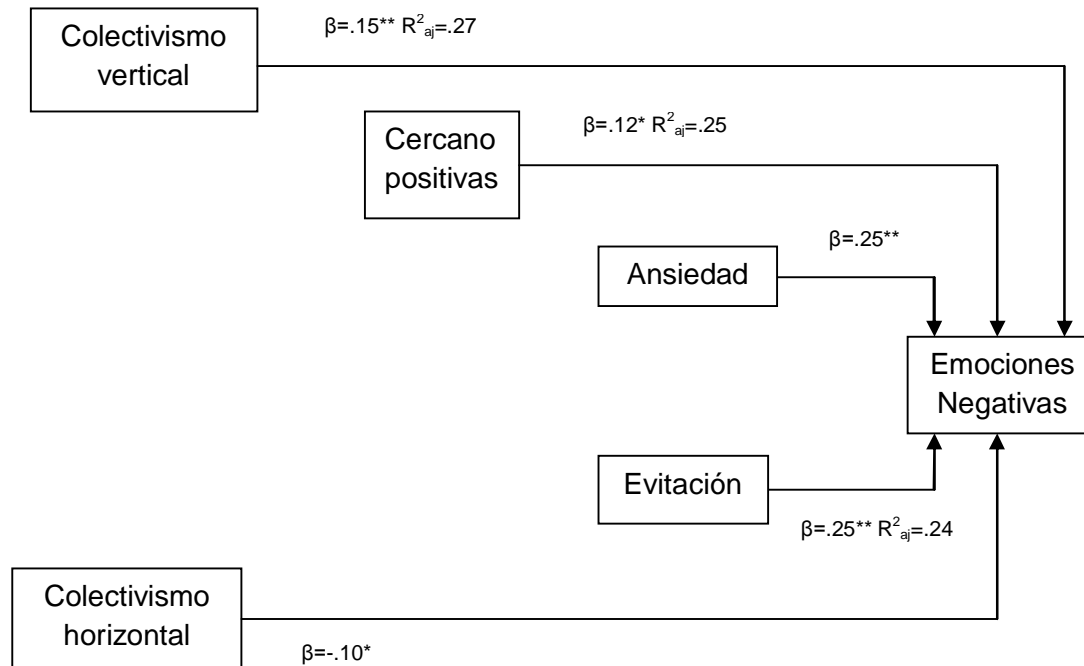 β=.15** R²aj=.27
Colectivismo
vertical
β=.12* R²aj=.25
Cercano
positivas
β=.25**
Ansiedad
Emociones
Negativas
Evitación
β=.25** R²aj=.24
Colectivismo
horizontal
β=-.10*